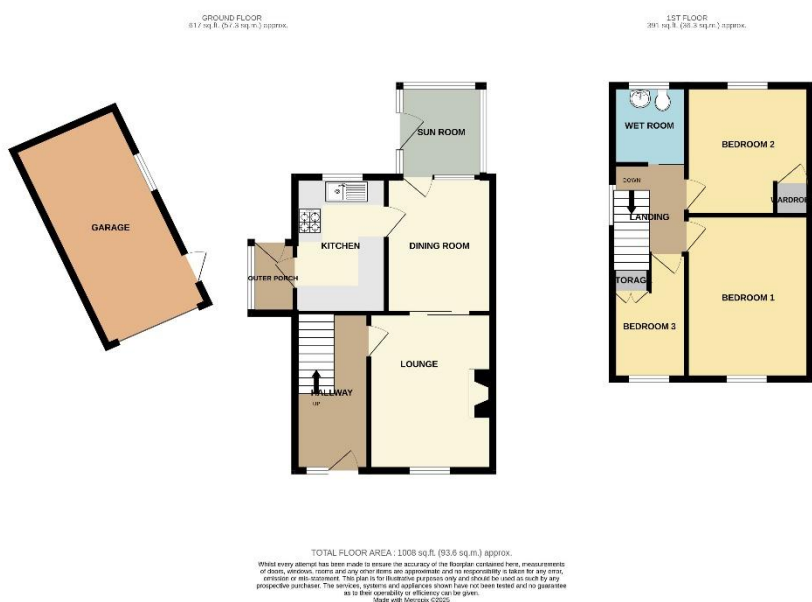 GROUND FLOOR
617 sq.ft. (57.3 sq.m.) approx.
1ST FLOOR
391 sq.ft. (36.3 sq.m.) approx.
SUN ROOM
WET ROOM
BEDROOM 2
DOWN
WARDROBE
LANDING
GARAGE
KITCHEN
DINING ROOM
OUTER PORCH
STORAGE
BEDROOM 1
BEDROOM 3
LOUNGE
HALLWAY
UP
TOTAL FLOOR AREA : 1008 sq.ft. (93.6 sq.m.) approx.
Whilst every attempt has been made to ensure the accuracy of the floorplan contained here, measurements
of doors, windows, rooms and any other items are approximate and no responsibility is taken for any error,
omission or mis-statement. This plan is for illustrative purposes only and should be used as such by any
prospective purchaser. The services, systems and appliances shown have not been tested and no guarantee
as to their operability or efficiency can be given.
Made with Metropix ©2025